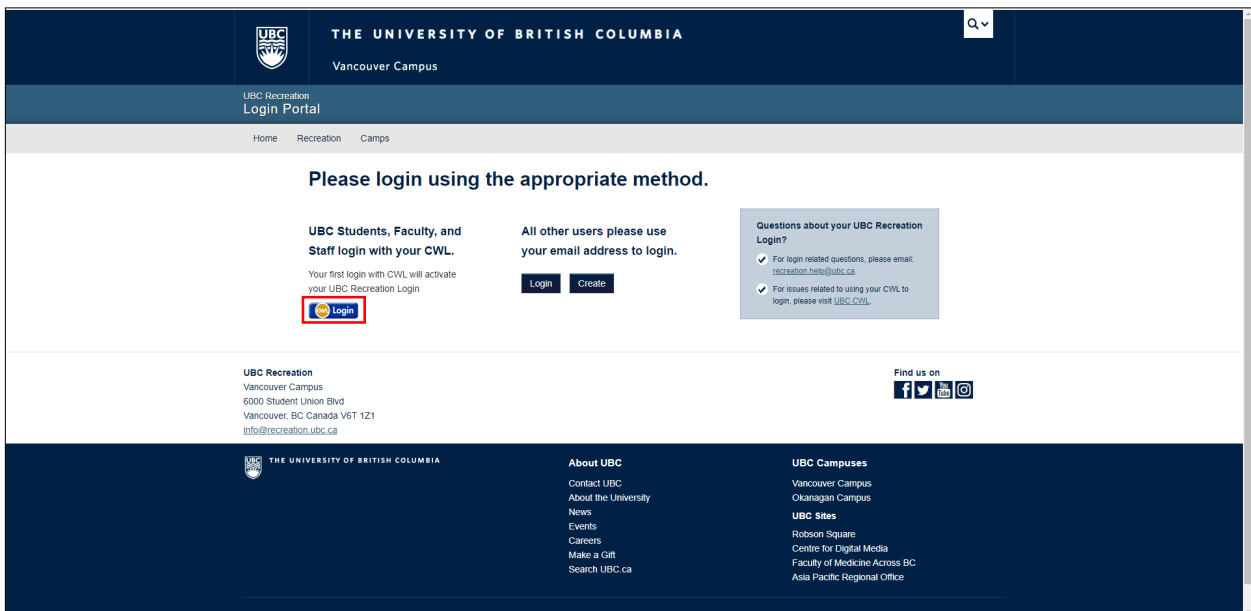 UBC
THE UNIVERSITY OF BRITISH COLUMBIA
Vancouver Campus
UBC Recreation
Login Portal
Home Recreation Camps
Please login using the appropriate method.
UBC Students, Faculty, and
Staff login with your CWL.
Your first login with CWL will activate
your UBC Recreation Login
CWL Login
All other users please use
your email address to login.
Login Create
Questions about your UBC Recreation
Login?
For login related questions, please email:
recreation.help@ubc.ca.
For issues related to using your CWL to
login, please visit UBC CWL.
UBC Recreation
Vancouver Campus
6000 Student Union Blvd
Vancouver, BC Canada V6T 1Z1
info@recreation.ubc.ca
Find us on
You Tube
UBC
THE UNIVERSITY OF BRITISH COLUMBIA
About UBC
Contact UBC
About the University
News
Events
Careers
Make a Gift
Search UBC.ca
UBC Campuses
Vancouver Campus
Okanagan Campus
UBC Sites
Robson Square
Centre for Digital Media
Faculty of Medicine Across BC
Asia Pacific Regional Office